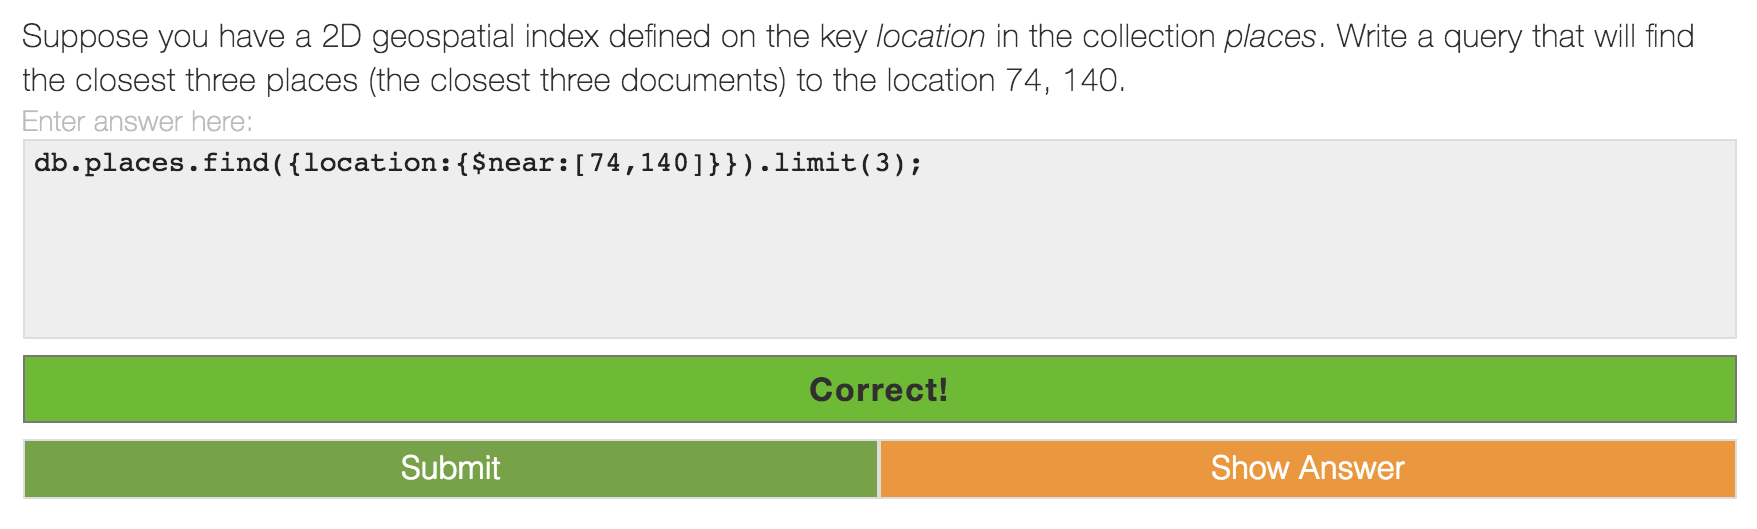 Suppose you have a 2D geospatial index defined on the key location in the collection places. Write a query that will find
the closest three places (the closest three documents) to the location 74, 140.
Enter answer here:
db.places.find({location:{$near:[74,140]}}).limit(3);
Correct!
Submit
Show Answer